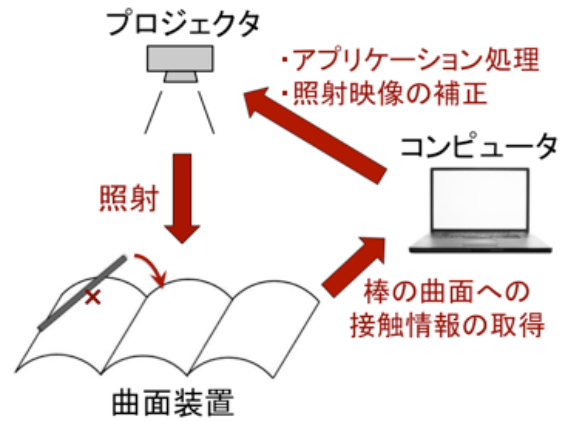 プロジェクタ
・アプリケーション処理
・照射映像の補正
コンピュータ
照射
棒の曲面への
接触情報の取得
曲面装置